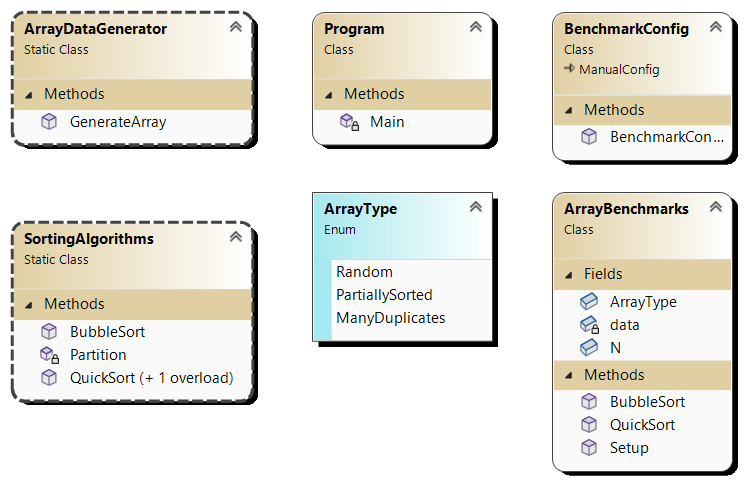 ArrayDataGenerator
Static Class
Methods
GenerateArray
Program
Class
Methods
Main
BenchmarkConfig
Class
ManualConfig
Methods
BenchmarkCon...
SortingAlgorithms
Static Class
Methods
BubbleSort
Partition
QuickSort (+ 1 overload)
ArrayType
Enum
Random
PartiallySorted
ManyDuplicates
ArrayBenchmarks
Class
Fields
ArrayType
data
N
Methods
BubbleSort
QuickSort
Setup